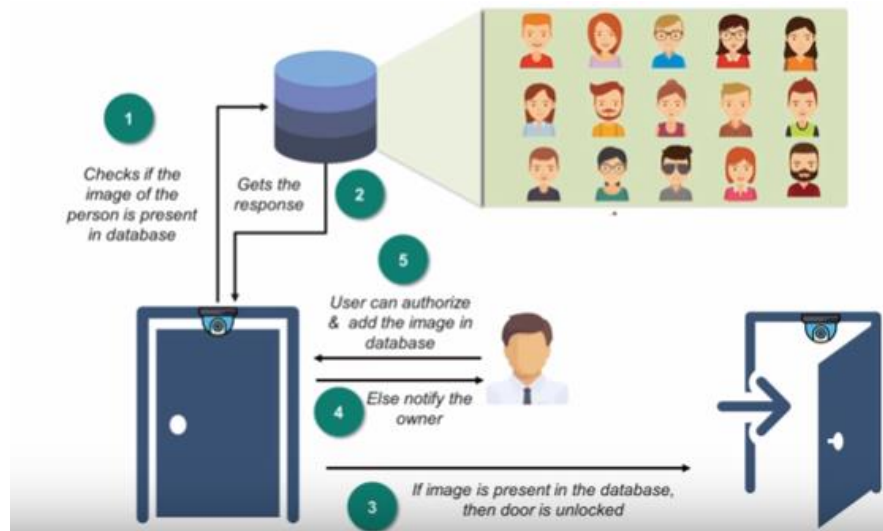 1
Checks if the
image of the
person is present
in database
Gets the
response
2
5
User can authorize
& add the image in
database
4
Else notify the
owner
3
If image is present in the database,
then door is unlocked